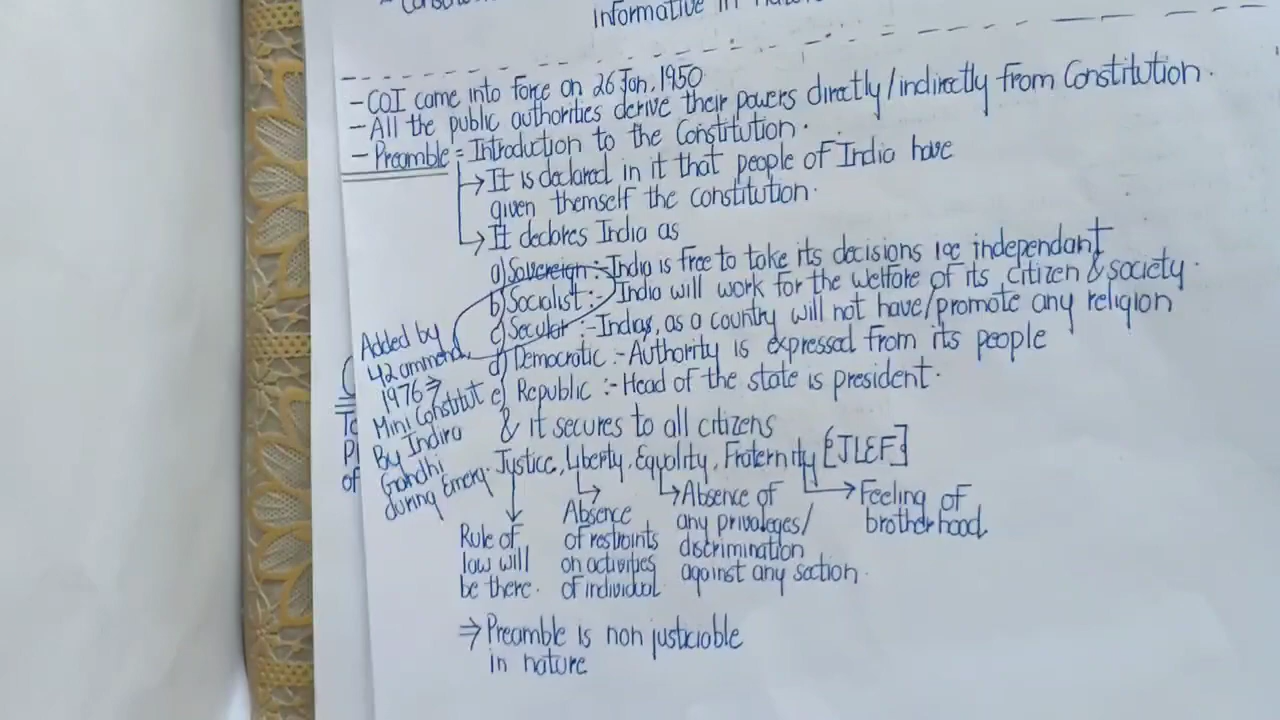 informative in
- COI came into force on 26 Jan, 1950
- All the public authorities derive their powers directly/indirectly from Constitution.
- Preamble = Introduction to the Constitution.
→ It is declared in it that people of India have
given themself the constitution.
→ It declares India as
a) Sovereign :- India is free to take its decisions ie independant
b) Socialist :- India will work for the welfare of its citizen & society.
c) Secular :- Indias, as a country will not have/promote any religion
d) Democratic :- Authority is expressed from its people
e) Republic :- Head of the state is president.
Added by
42 ammend,
1976 ⇒
Mini Constitut
By Indira
Gandhi
during Emerg.
& it secures to all citizens
Justice, Liberty, Equality, Fraternity [JLEF]
Rule of
law will
be there.
Absence
of restraints
on activities
of individual
Absence of
any privaleges/
discrimination
against any section.
Feeling of
brotherhood.
⇒ Preamble is non justiciable
in nature
of